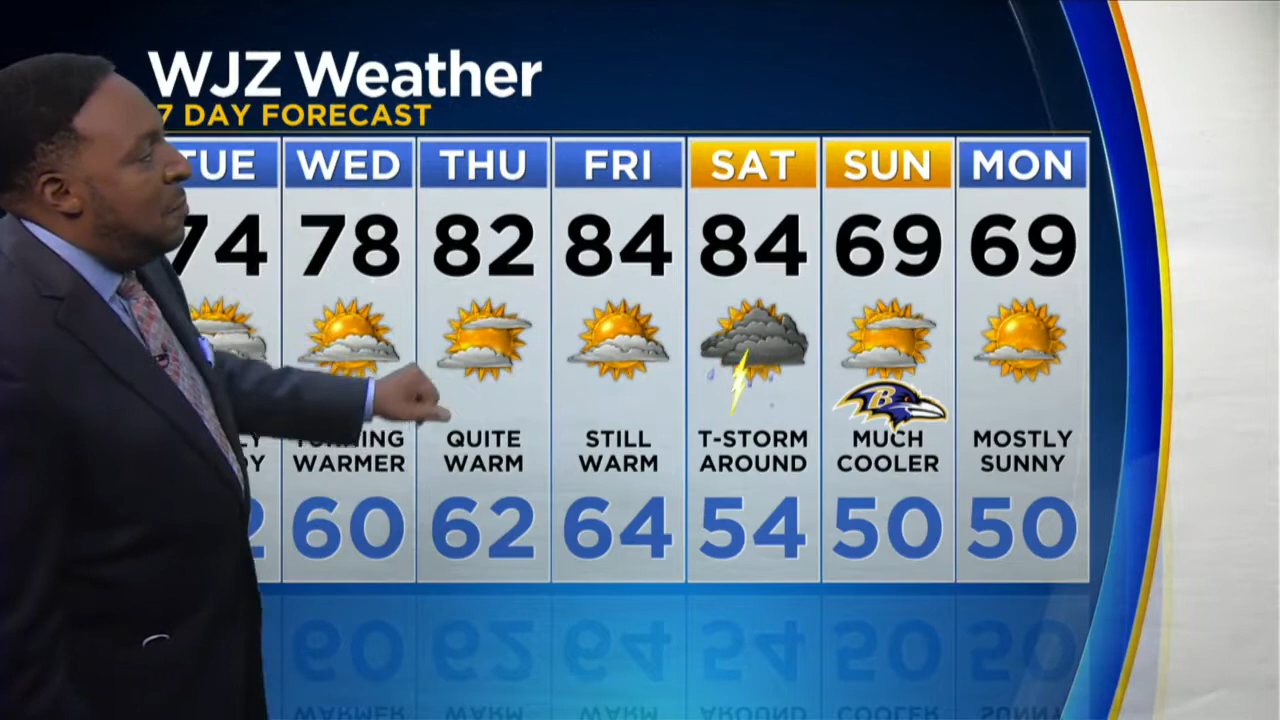 WJZ Weather
7 DAY FORECAST
TUE WED THU FRI SAT SUN MON
74 78 82 84 84 69 69
B
WARMER
QUITE
WARM
STILL
WARM
T-STORM
AROUND
MUCH
COOLER
MOSTLY
SUNNY
60 62 64 54 50 50